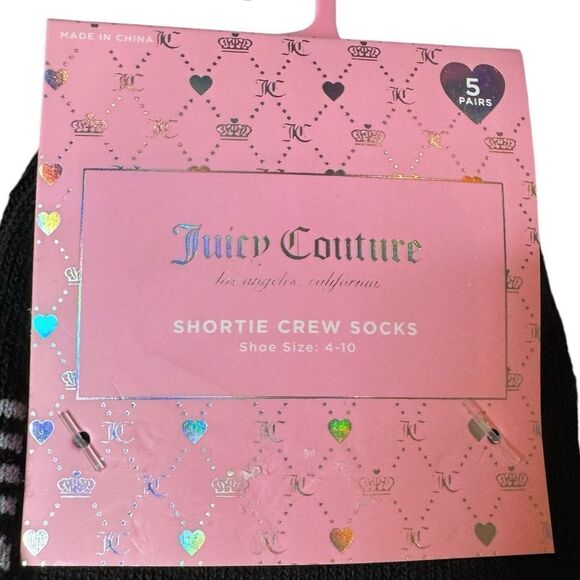 MADE IN CHINA
5
PAIRS
Juicy Couture
los angeles, california
SHORTIE CREW SOCKS
Shoe Size: 4-10